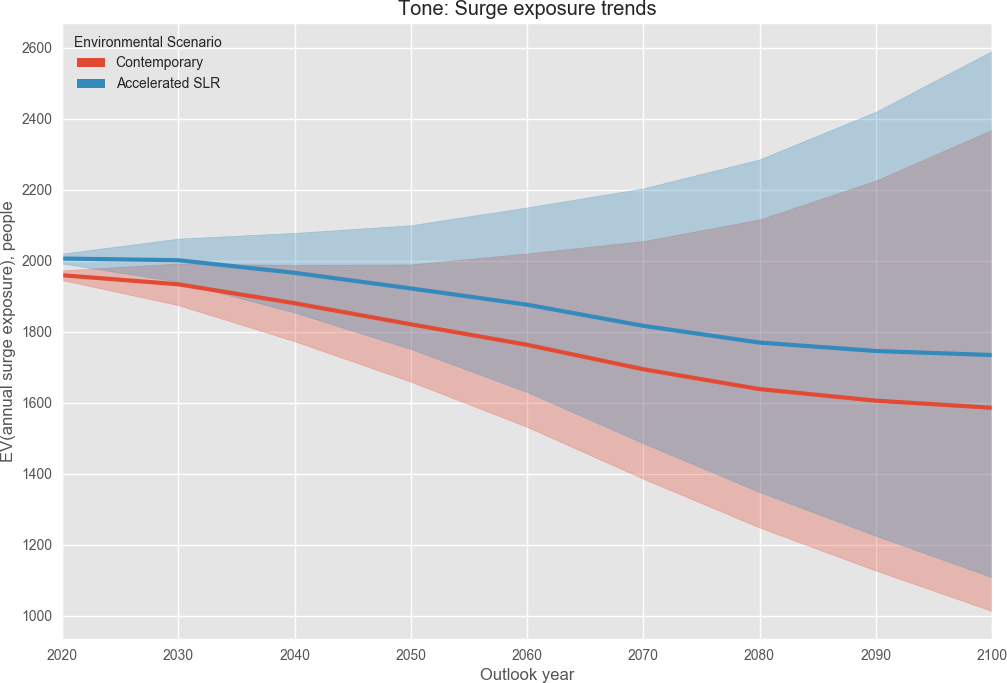 Tone: Surge exposure trends
Environmental Scenario
Contemporary
Accelerated SLR
EV(annual surge exposure), people
2600
2400
2200
2000
1800
1600
1400
1200
1000
2020 2030 2040 2050 2060 2070 2080 2090 2100
Outlook year